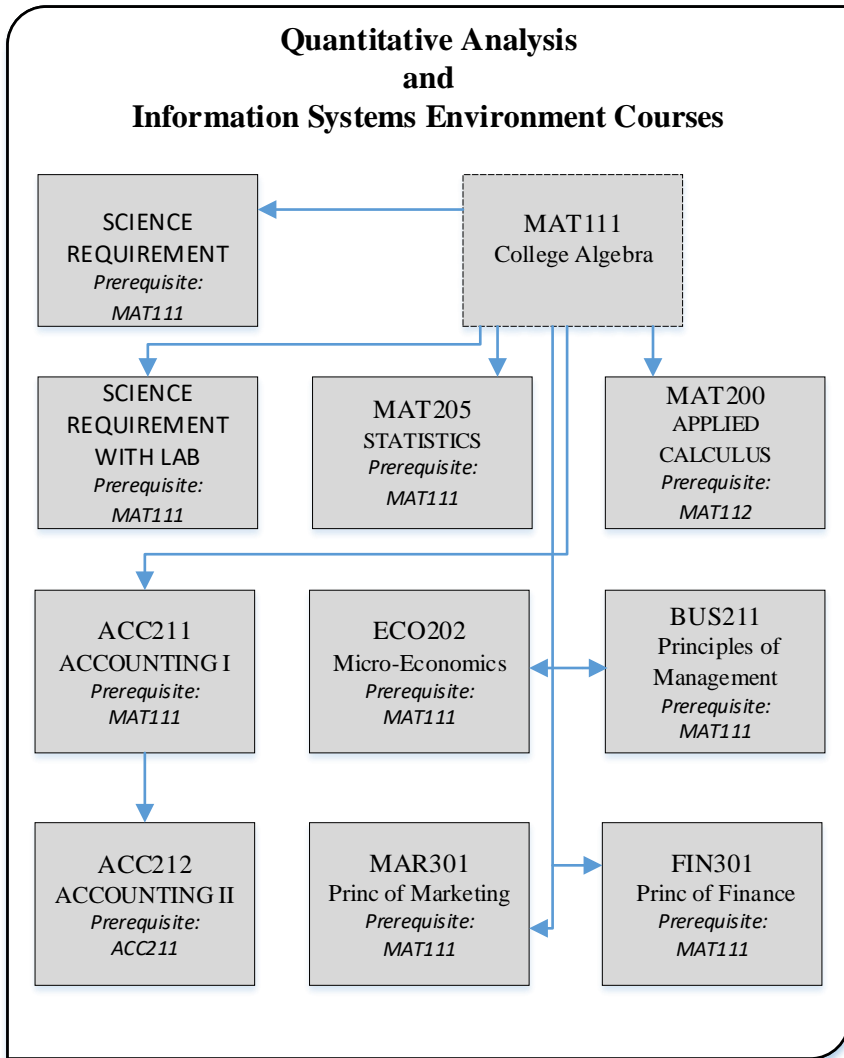 Quantitative Analysis
and
Information Systems Environment Courses
SCIENCE
REQUIREMENT
Prerequisite:
MAT111
MAT111
College Algebra
SCIENCE
REQUIREMENT
WITH LAB
Prerequisite:
MAT111
MAT205
STATISTICS
Prerequisite:
MAT111
MAT200
APPLIED
CALCULUS
Prerequisite:
MAT112
ACC211
ACCOUNTING I
Prerequisite:
MAT111
ECO202
Micro-Economics
Prerequisite:
MAT111
BUS211
Principles of
Management
Prerequisite:
MAT111
ACC212
ACCOUNTING II
Prerequisite:
ACC211
MAR301
Princ of Marketing
Prerequisite:
MAT111
FIN301
Princ of Finance
Prerequisite:
MAT111